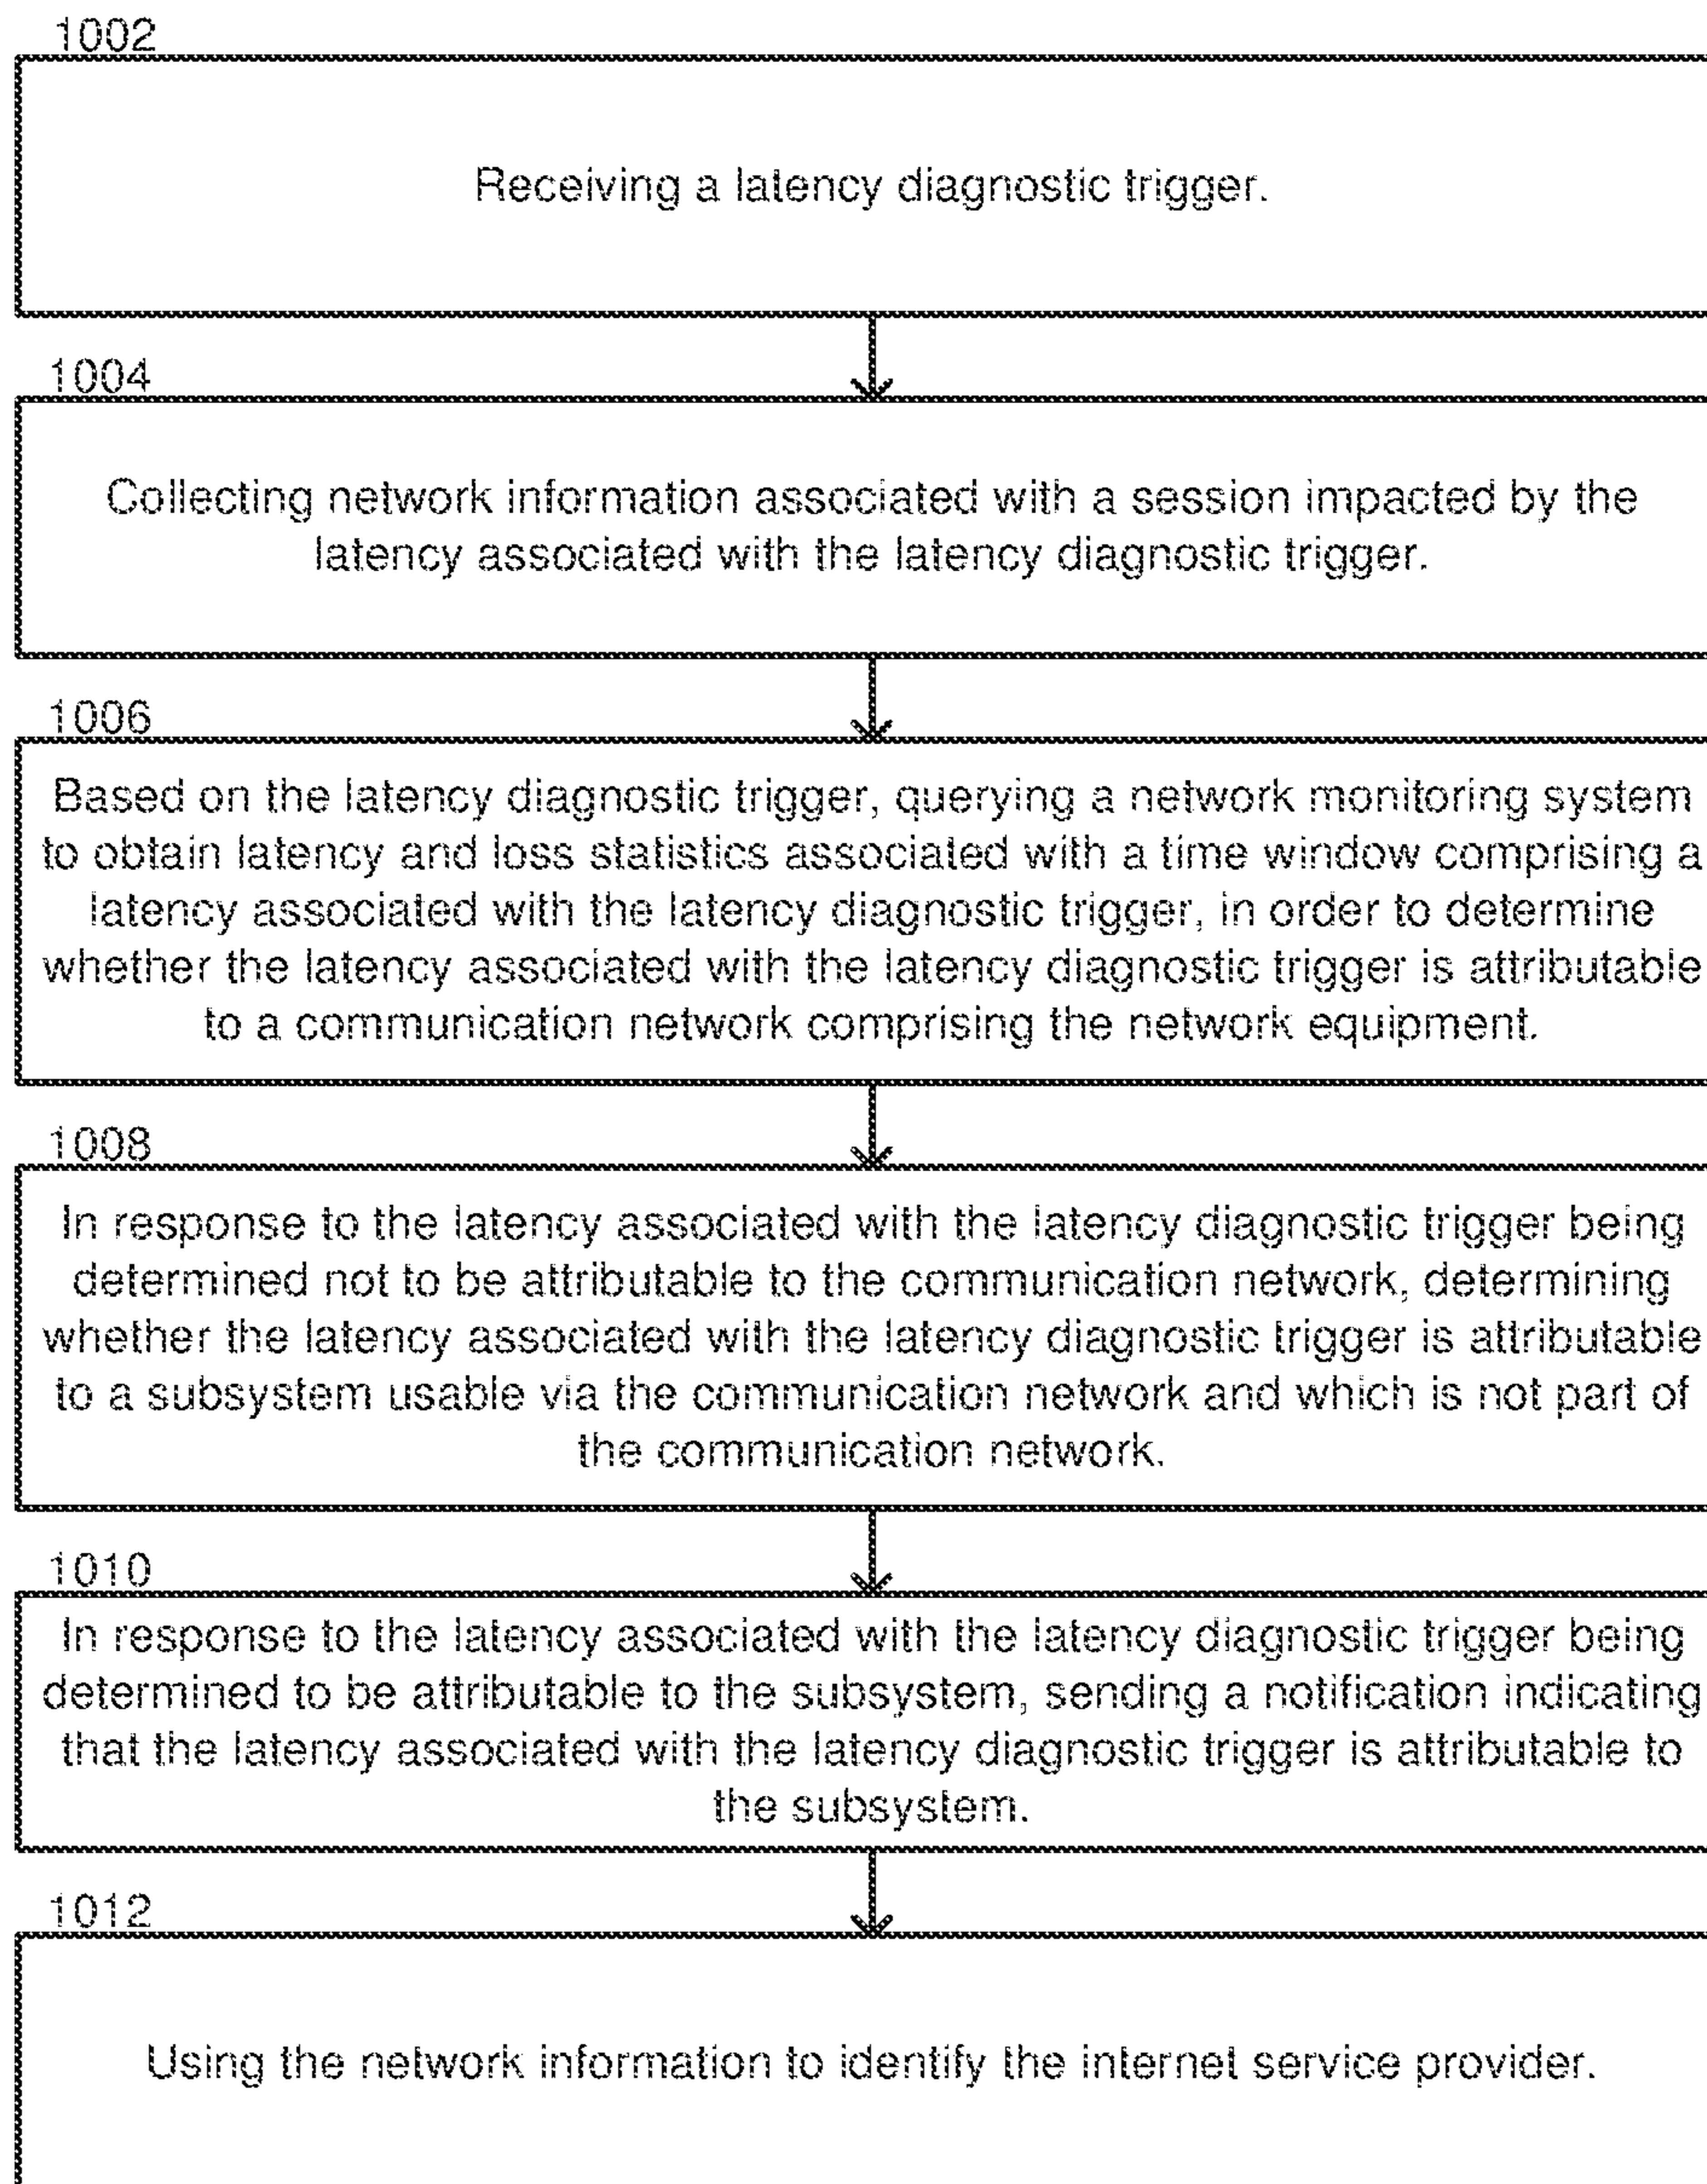 1002
Receiving a latency diagnostic trigger.
1004
Collecting network information associated with a session impacted by the
latency associated with the latency diagnostic trigger.
1006
Based on the latency diagnostic trigger, querying a network monitoring system
to obtain latency and loss statistics associated with a time window comprising a
latency associated with the latency diagnostic trigger, in order to determine
whether the latency associated with the latency diagnostic trigger is attributable
to a communication network comprising the network equipment.
1008
In response to the latency associated with the latency diagnostic trigger being
determined not to be attributable to the communication network, determining
whether the latency associated with the latency diagnostic trigger is attributable
to a subsystem usable via the communication network and which is not part of
the communication network.
1010
In response to the latency associated with the latency diagnostic trigger being
determined to be attributable to the subsystem, sending a notification indicating
that the latency associated with the latency diagnostic trigger is attributable to
the subsystem.
1012
Using the network information to identify the internet service provider.